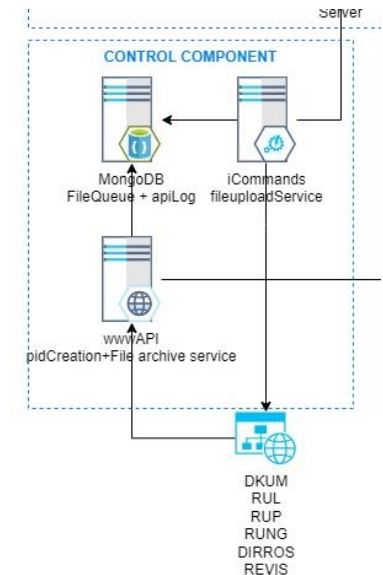 Server
CONTROL COMPONENT
MongoDB
FileQueue + apiLog
iCommands
fileuploadService
wwwAPI
pidCreation+File archive service
DKUM
RUL
RUP
RUNG
DIRROS
REVIS